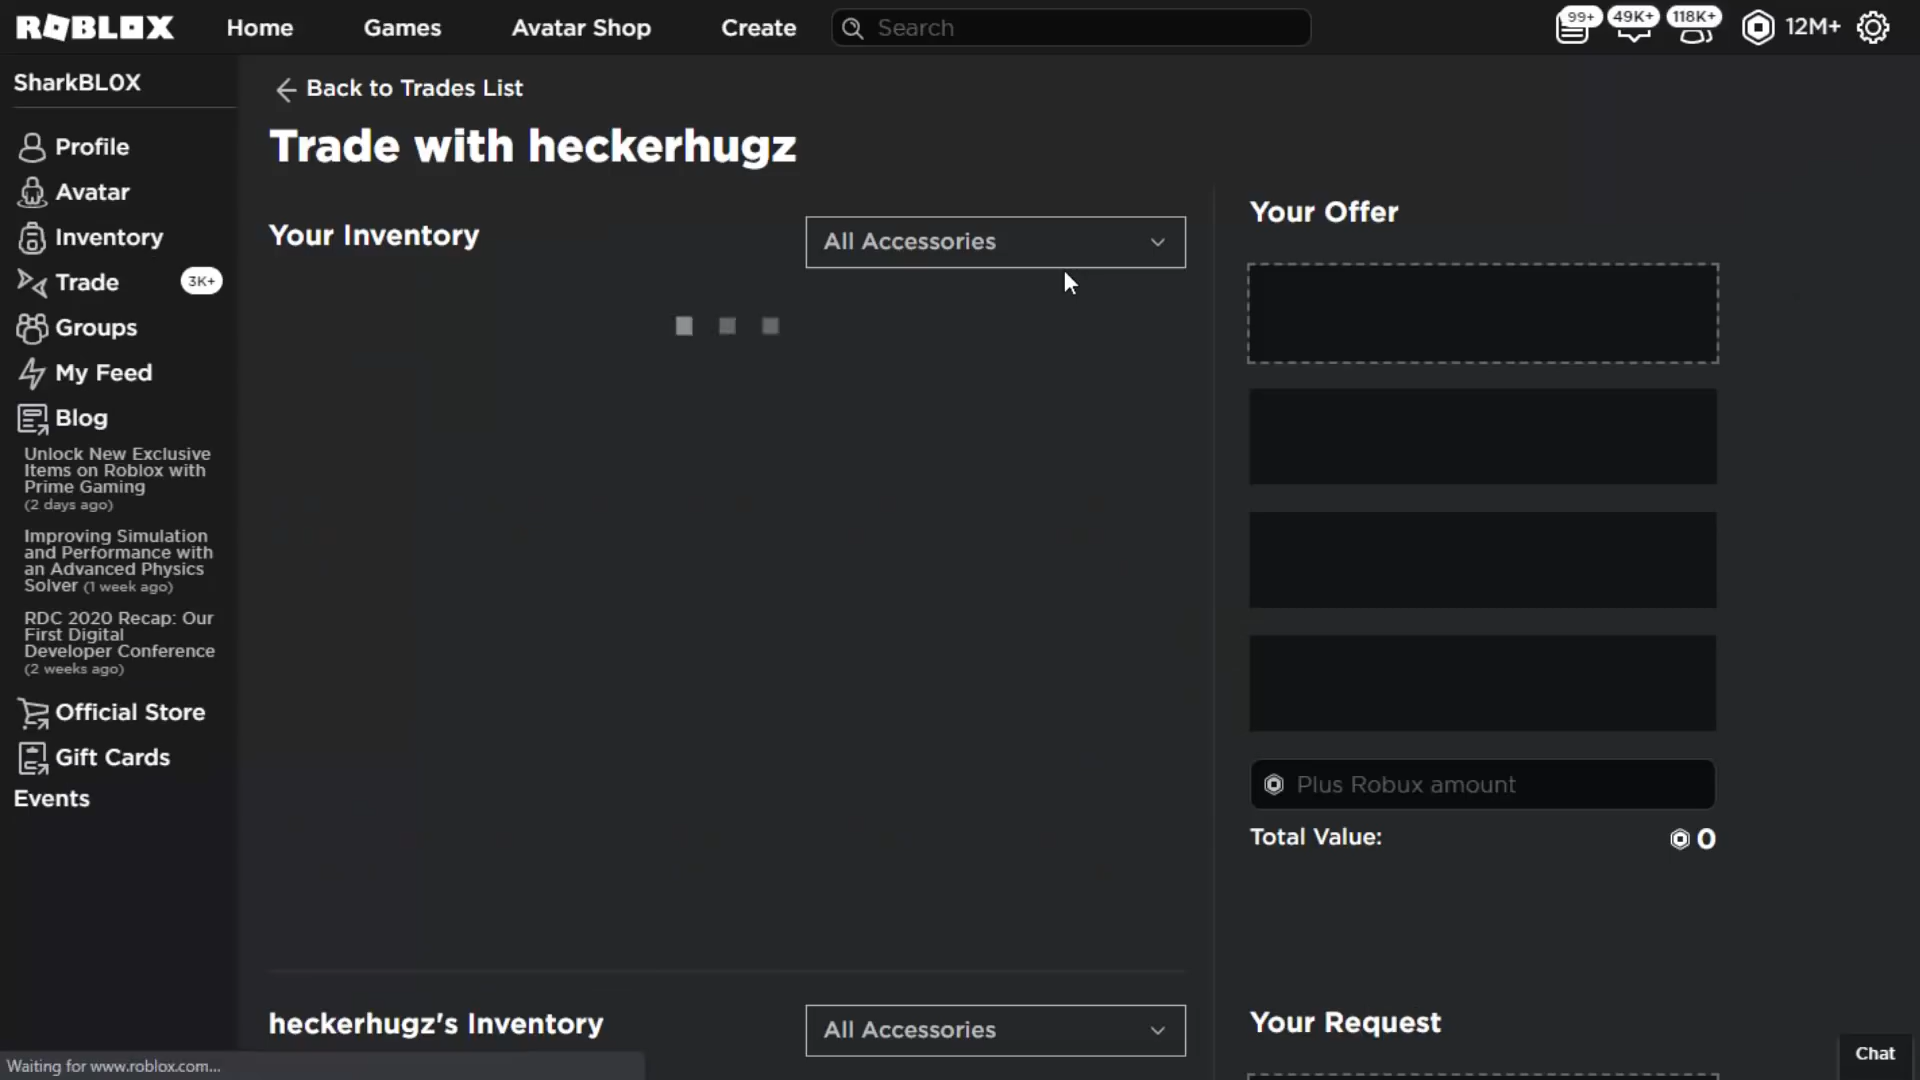 ROBLOX
Home
Games
Avatar Shop
Create
Search
99+
49K+
118K+
12M+
SharkBL0X
Profile
Avatar
Inventory
Trade
3K+
Groups
My Feed
Blog
Unlock New Exclusive
Items on Roblox with
Prime Gaming
(2 days ago)
Improving Simulation
and Performance with
an Advanced Physics
Solver (1 week ago)
RDC 2020 Recap: Our
First Digital
Developer Conference
(2 weeks ago)
Official Store
Gift Cards
Events
Back to Trades List
Trade with heckerhugz
Your Inventory
All Accessories
heckerhugz's Inventory
All Accessories
Your Offer
Plus Robux amount
Total Value:
0
Your Request
Chat
Waiting for www.roblox.com...